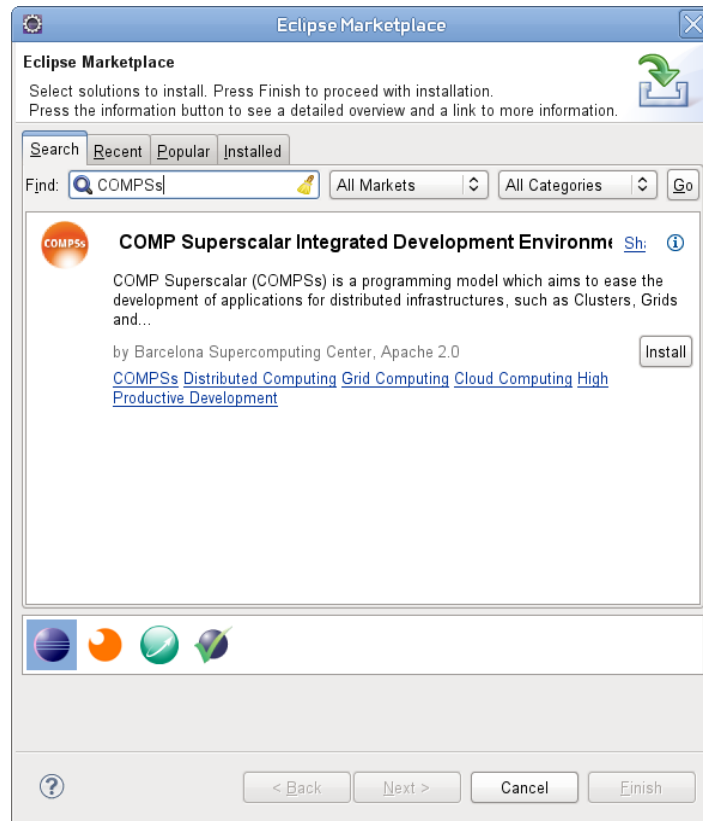 Eclipse Marketplace
Eclipse Marketplace
Select solutions to install. Press Finish to proceed with installation.
Press the information button to see a detailed overview and a link to more information.
Search Recent Popular Installed
Find: COMPSs All Markets All Categories Go
COMPSs COMP Superscalar Integrated Development Environme Sha
COMP Superscalar (COMPSs) is a programming model which aims to ease the
development of applications for distributed infrastructures, such as Clusters, Grids
and...
by Barcelona Supercomputing Center, Apache 2.0 Install
COMPSs Distributed Computing Grid Computing Cloud Computing High
Productive Development
? < Back Next > Cancel Finish